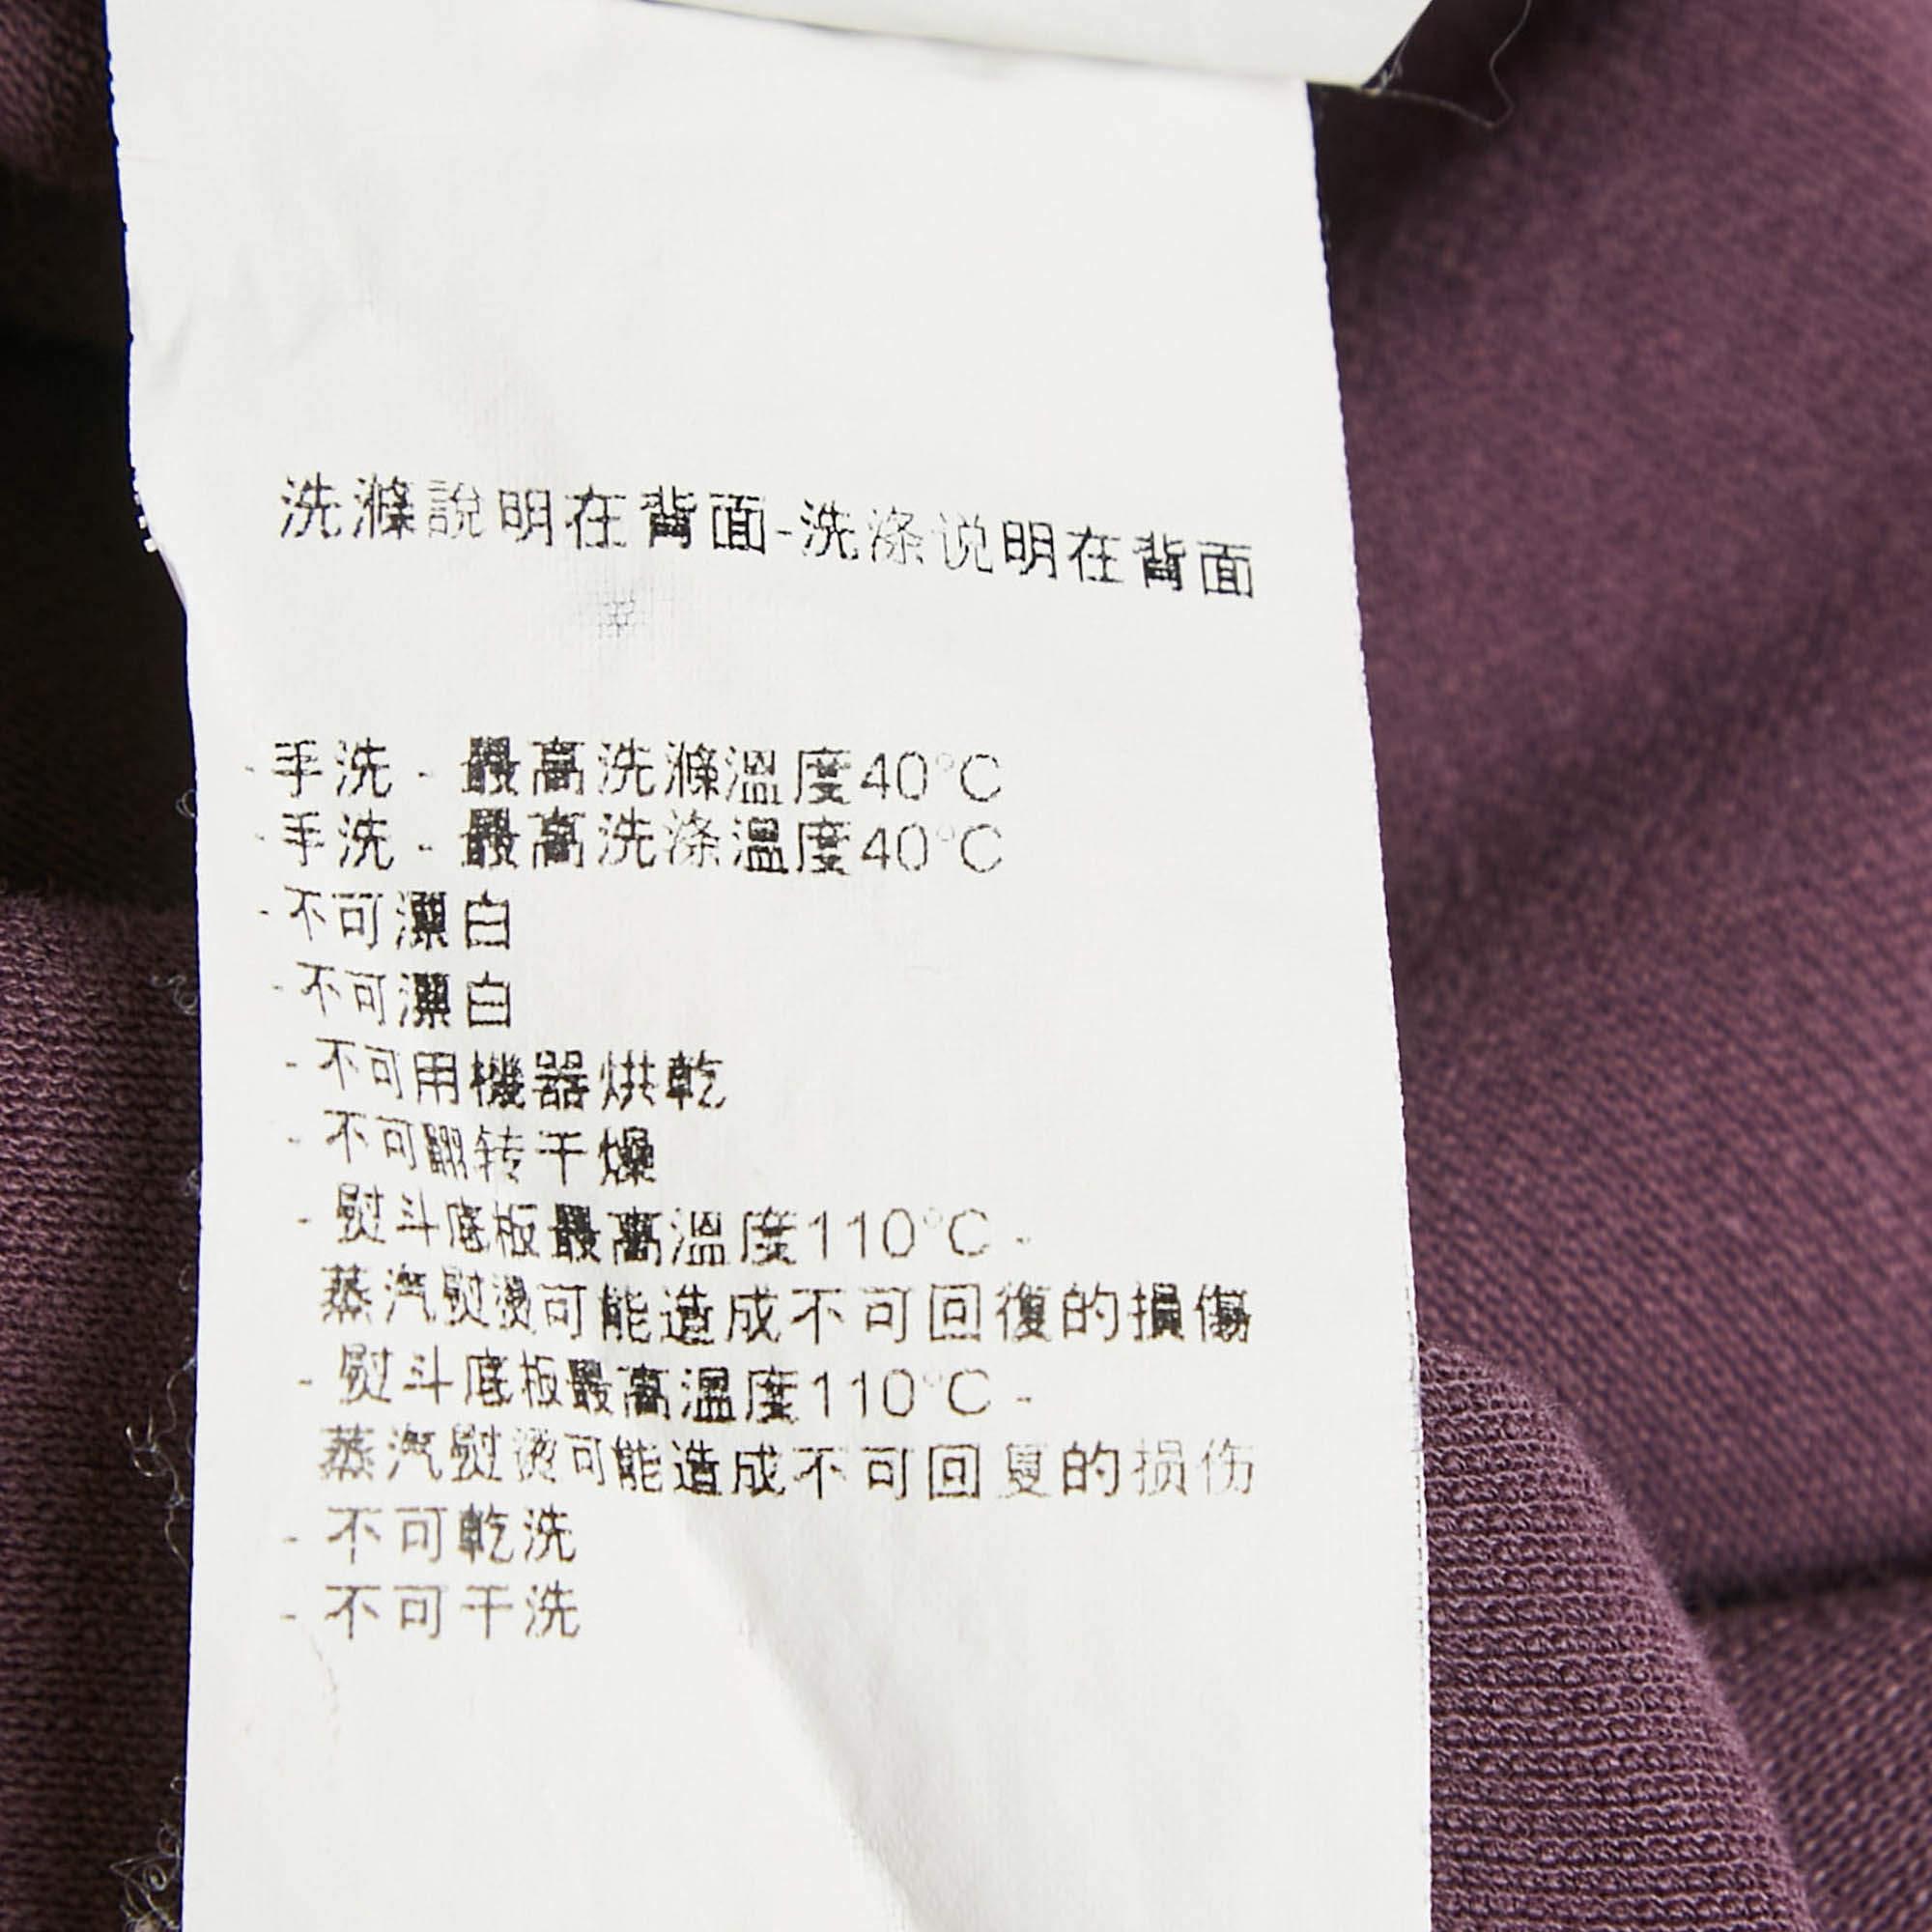 洗滌說明在背面-洗涤说明在背面
- 手洗 - 最高洗滌溫度40°C
- 手洗 - 最高洗涤温度40°C
- 不可漂白
- 不可漂白
- 不可用機器烘乾
- 不可翻转干燥
- 熨斗底板最高溫度110°C -
蒸汽熨燙可能造成不可回復的損傷
- 熨斗底板最高温度110°C -
蒸汽熨烫可能造成不可回复的损伤
- 不可乾洗
- 不可干洗